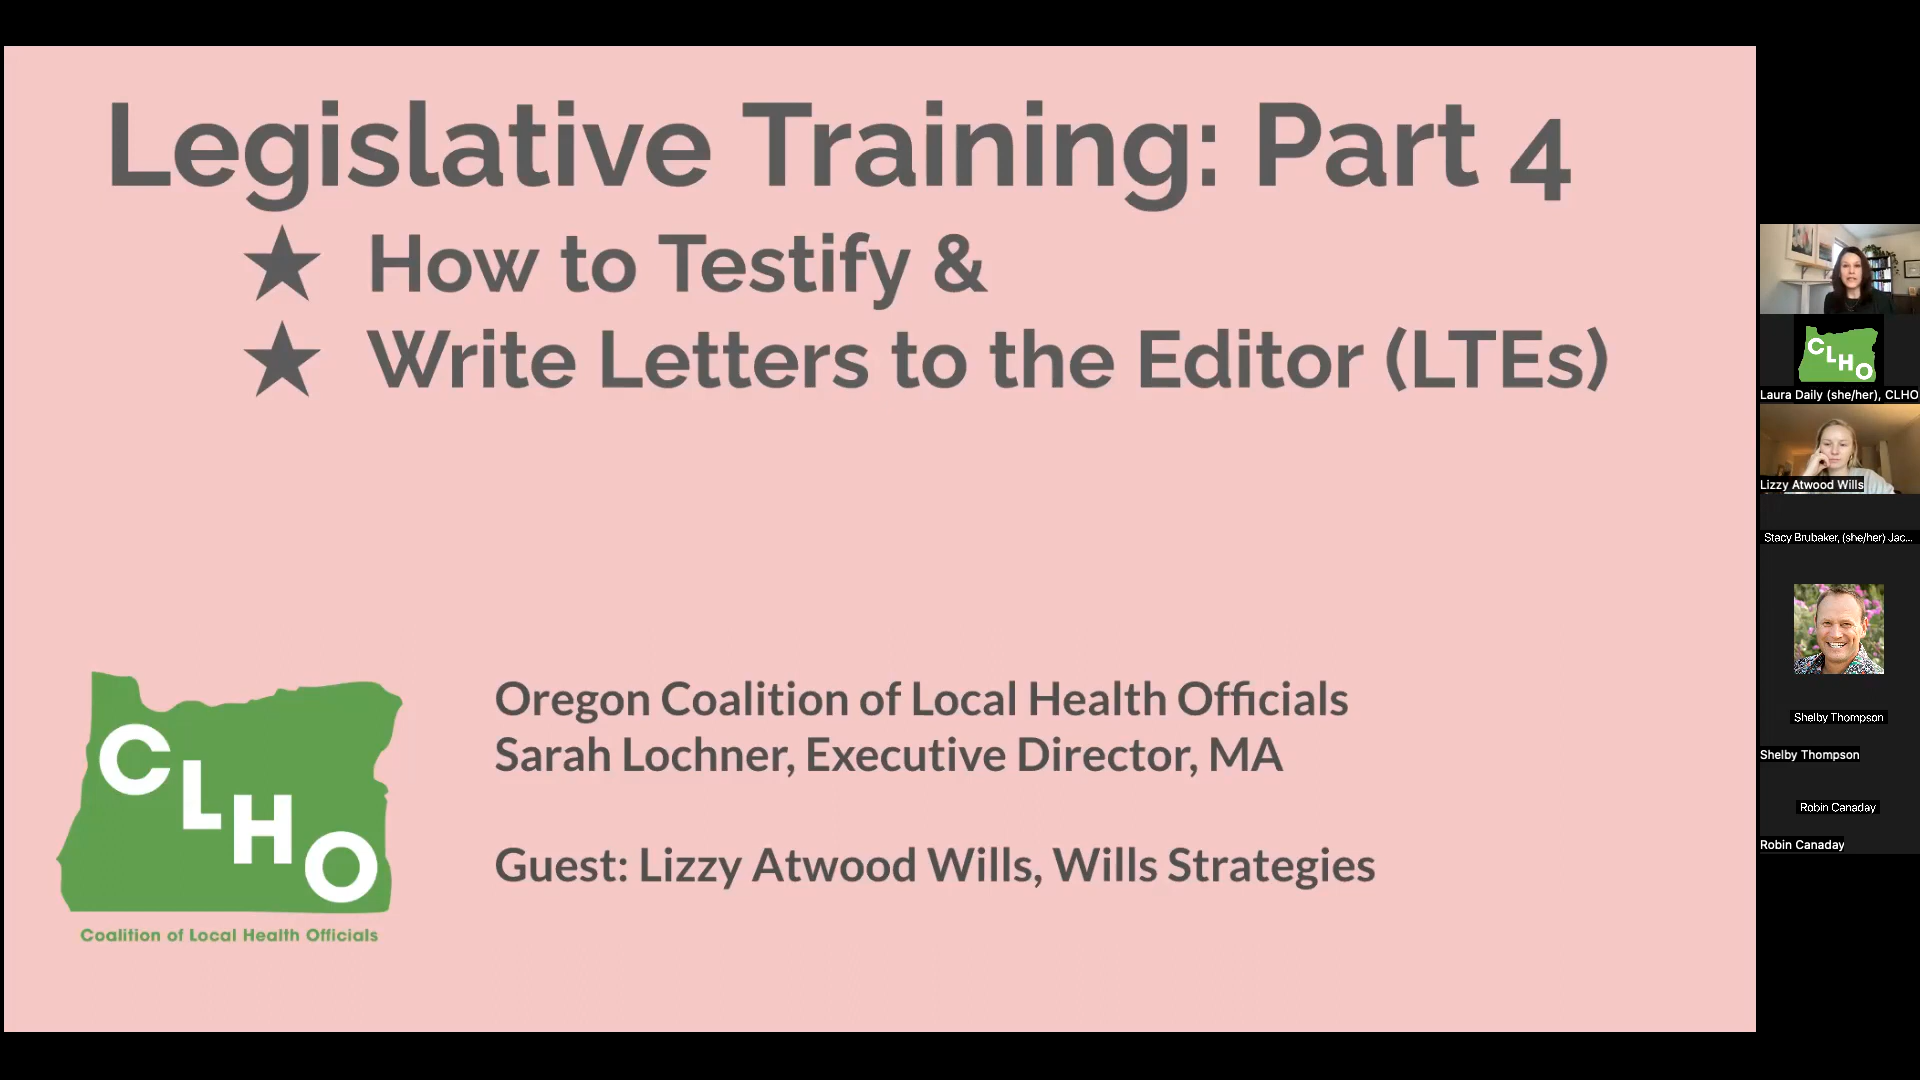 Legislative Training: Part 4
★ How to Testify &
★ Write Letters to the Editor (LTEs)
CLHO
Coalition of Local Health Officials
Oregon Coalition of Local Health Officials
Sarah Lochner, Executive Director, MA
Guest: Lizzy Atwood Wills, Wills Strategies
CLHO
Laura Daily (she/her), CLHO
Lizzy Atwood Wills
Stacy Brubaker, (she/her) Jac...
Shelby Thompson
Shelby Thompson
Robin Canaday
Robin Canaday